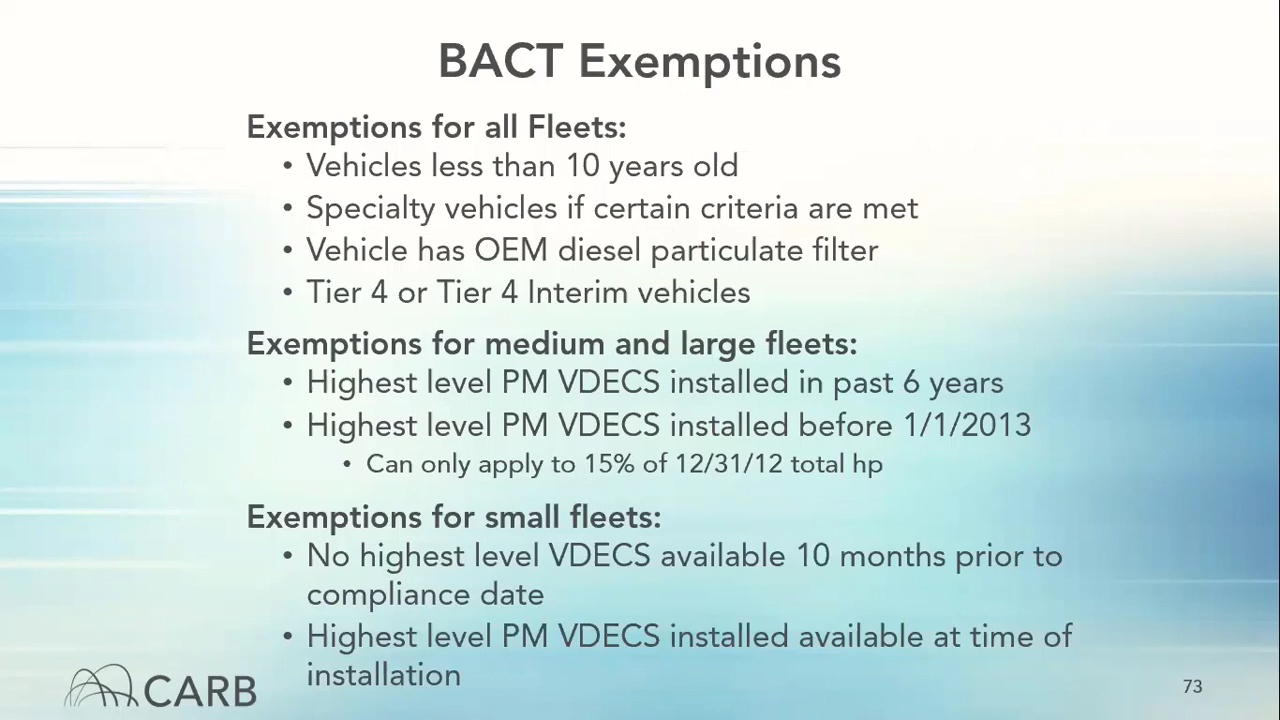 BACT Exemptions
Exemptions for all Fleets:
• Vehicles less than 10 years old
• Specialty vehicles if certain criteria are met
• Vehicle has OEM diesel particulate filter
• Tier 4 or Tier 4 Interim vehicles
Exemptions for medium and large fleets:
• Highest level PM VDECS installed in past 6 years
• Highest level PM VDECS installed before 1/1/2013
• Can only apply to 15% of 12/31/12 total hp
Exemptions for small fleets:
• No highest level VDECS available 10 months prior to
compliance date
• Highest level PM VDECS installed available at time of
installation
CARB
73